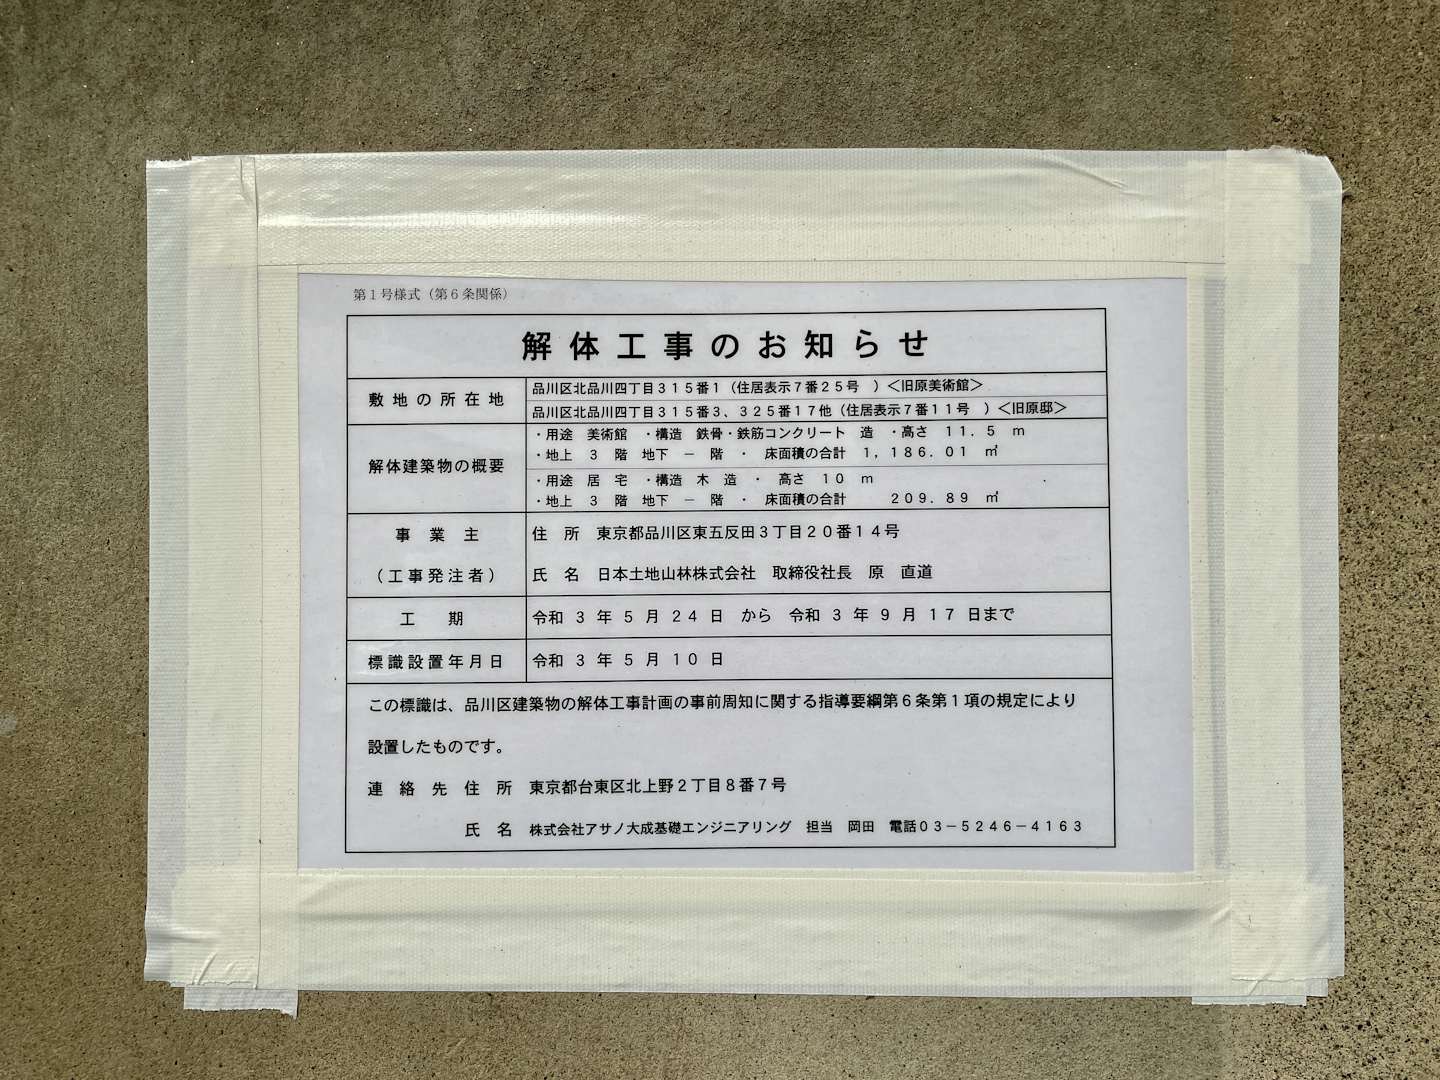 第１号様式（第６条関係）
解体工事のお知らせ
敷地の所在地
品川区北品川四丁目３１５番１（住居表示７番２５号　）＜旧原美術館＞
品川区北品川四丁目３１５番３、３２５番１７他（住居表示７番１１号　）＜旧原邸＞
解体建築物の概要
・用途　美術館　・構造　鉄骨・鉄筋コンクリート　造　・高さ　１１．５　ｍ
・地上　３　階　地下　－　階　・　床面積の合計　１，１８６．０１　㎡
・用途　居　宅　・構造　木　造　・　高さ　１０　ｍ
・地上　３　階　地下　－　階　・　床面積の合計　　　２０９．８９　㎡
事　業　主
（工事発注者）
住　所　東京都品川区東五反田３丁目２０番１４号
氏　名　日本土地山林株式会社　取締役社長　原　直道
工　　期
令和　３　年　５　月　２４　日　から　令和　３　年　９　月　１７　日まで
標識設置年月日
令和　３　年　５　月　１０　日
この標識は、品川区建築物の解体工事計画の事前周知に関する指導要綱第６条第１項の規定により
設置したものです。
連　絡　先　住　所　東京都台東区北上野２丁目８番７号
氏　名　株式会社アサノ大成基礎エンジニアリング　担当　岡田　電話０３－５２４６－４１６３